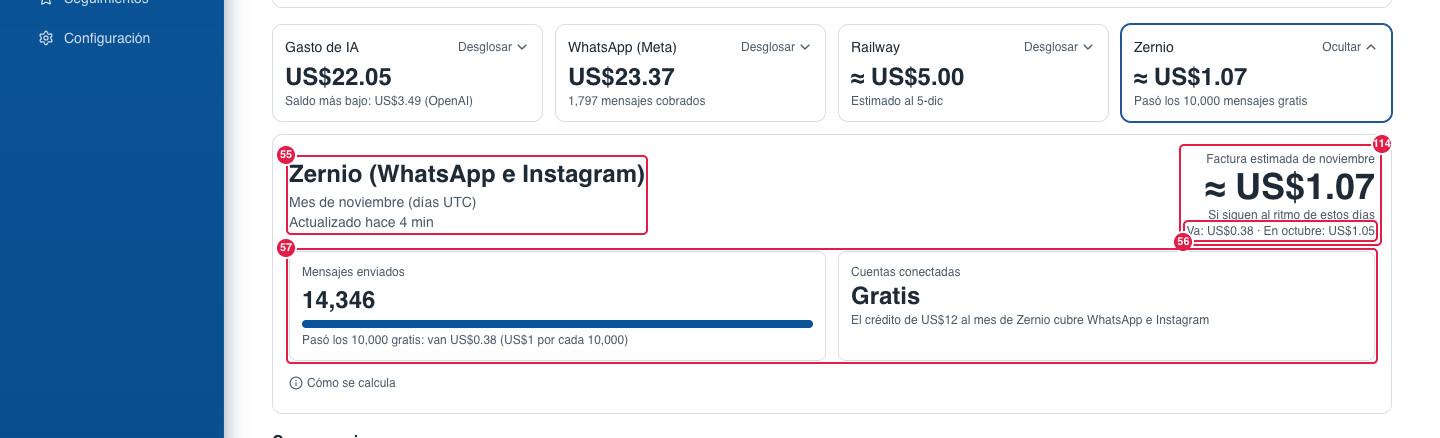 Seguimientos
Configuración
Gasto de IA
Desglosar
US$22.05
Saldo más bajo: US$3.49 (OpenAI)
WhatsApp (Meta)
Desglosar
US$23.37
1,797 mensajes cobrados
Railway
Desglosar
≈ US$5.00
Estimado al 5-dic
Zernio
Ocultar
≈ US$1.07
Pasó los 10,000 mensajes gratis
55
Zernio (WhatsApp e Instagram)
Mes de noviembre (días UTC)
Actualizado hace 4 min
114
Factura estimada de noviembre
≈ US$1.07
Si siguen al ritmo de estos días
Va: US$0.38 · En octubre: US$1.05
56
57
Mensajes enviados
14,346
Pasó los 10,000 gratis: van US$0.38 (US$1 por cada 10,000)
Cuentas conectadas
Gratis
El crédito de US$12 al mes de Zernio cubre WhatsApp e Instagram
Cómo se calcula